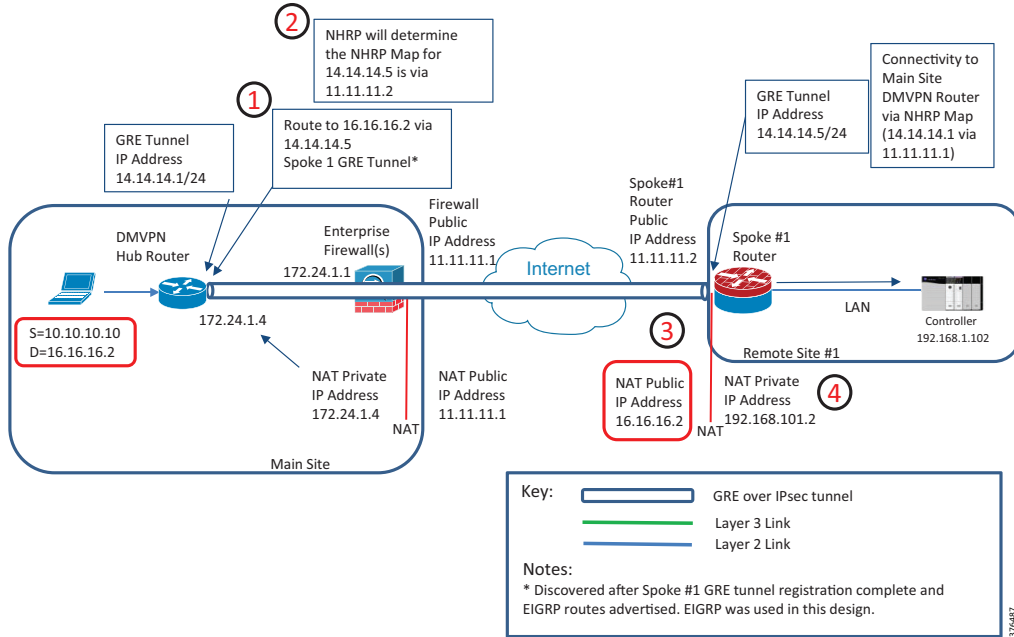 2
NHRP will determine
the NHRP Map for
14.14.14.5 is via
11.11.11.2
1
Route to 16.16.16.2 via
14.14.14.5
Spoke 1 GRE Tunnel*
GRE Tunnel
IP Address
14.14.14.1/24
GRE Tunnel
IP Address
14.14.14.5/24
Connectivity to
Main Site
DMVPN Router
via NHRP Map
(14.14.14.1 via
11.11.11.1)
DMVPN
Hub Router
Enterprise
Firewall(s)
172.24.1.1
Firewall
Public
IP Address
11.11.11.1
Internet
Spoke#1
Router
Public
IP Address
11.11.11.2
Spoke #1
Router
LAN
Controller
192.168.1.102
Remote Site #1
S=10.10.10.10
D=16.16.16.2
172.24.1.4
NAT Private
IP Address
172.24.1.4
NAT
NAT Public
IP Address
11.11.11.1
Main Site
3
NAT Public
IP Address
16.16.16.2
NAT
NAT Private
IP Address
192.168.101.2
4
Key:
GRE over IPsec tunnel
Layer 3 Link
Layer 2 Link
Notes:
* Discovered after Spoke #1 GRE tunnel registration complete and
EIGRP routes advertised. EIGRP was used in this design.
376487